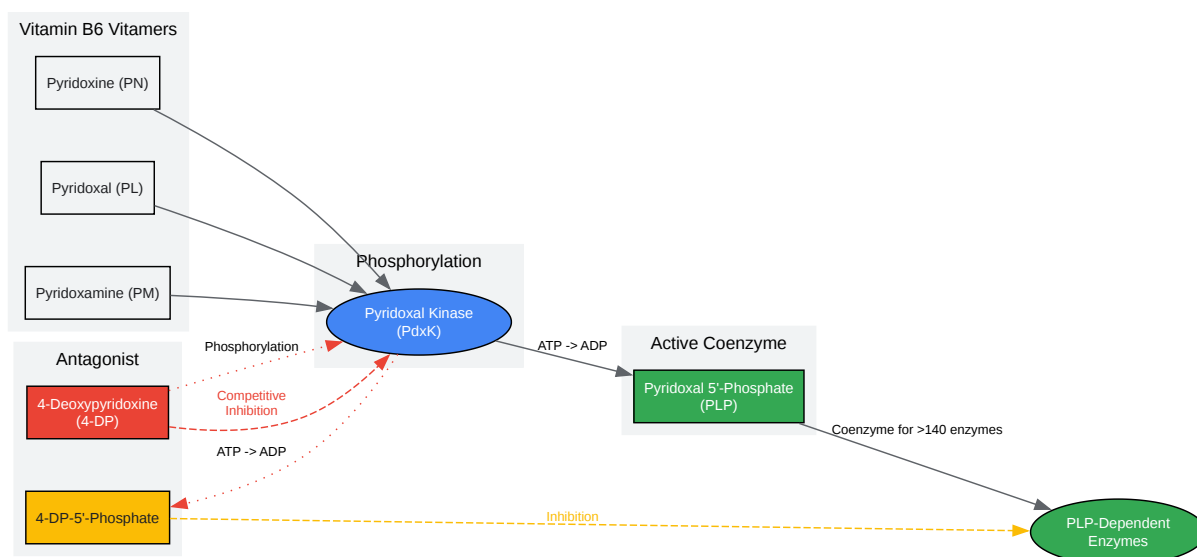 Vitamin B6 Vitamers
Pyridoxine (PN)
Pyridoxal (PL)
Pyridoxamine (PM)
Antagonist
4-Deoxypyridoxine
(4-DP)
4-DP-5'-Phosphate
Phosphorylation
Competitive
Inhibition
ATP -> ADP
Phosphorylation
Pyridoxal Kinase
(PdxK)
ATP -> ADP
Active Coenzyme
Pyridoxal 5'-Phosphate
(PLP)
Coenzyme for >140 enzymes
Inhibition
PLP-Dependent
Enzymes